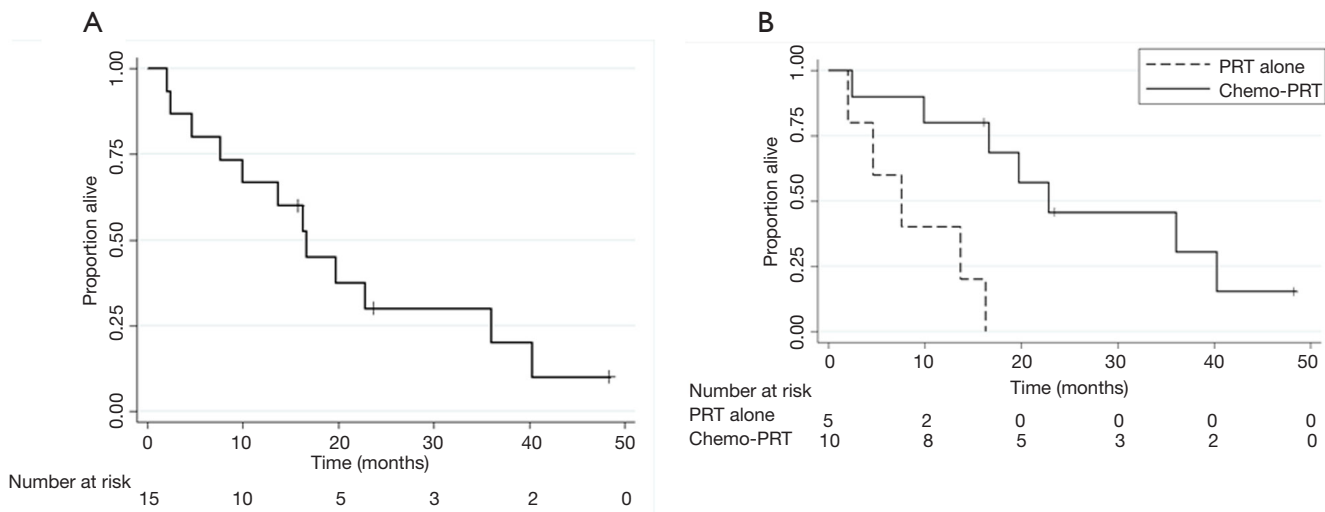 A
1.00
0.75
0.50
0.25
0.00
Proportion alive
0 10 20 30 40 50
Time (months)
Number at risk
15 10 5 3 2 0
B
PRT alone
Chemo-PRT
1.00
0.75
0.50
0.25
0.00
Proportion alive
0 10 20 30 40 50
Time (months)
Number at risk
PRT alone 5 2 0 0 0 0
Chemo-PRT 10 8 5 3 2 0